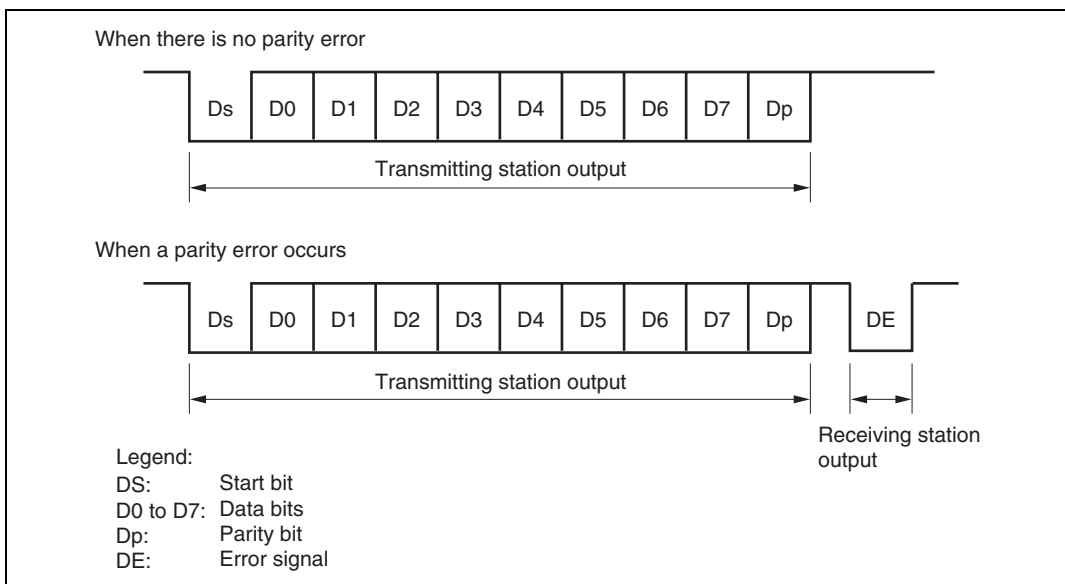 When there is no parity error
Ds D0 D1 D2 D3 D4 D5 D6 D7 Dp
Transmitting station output
When a parity error occurs
Ds D0 D1 D2 D3 D4 D5 D6 D7 Dp DE
Transmitting station output
Receiving station
output
Legend:
DS: Start bit
D0 to D7: Data bits
Dp: Parity bit
DE: Error signal